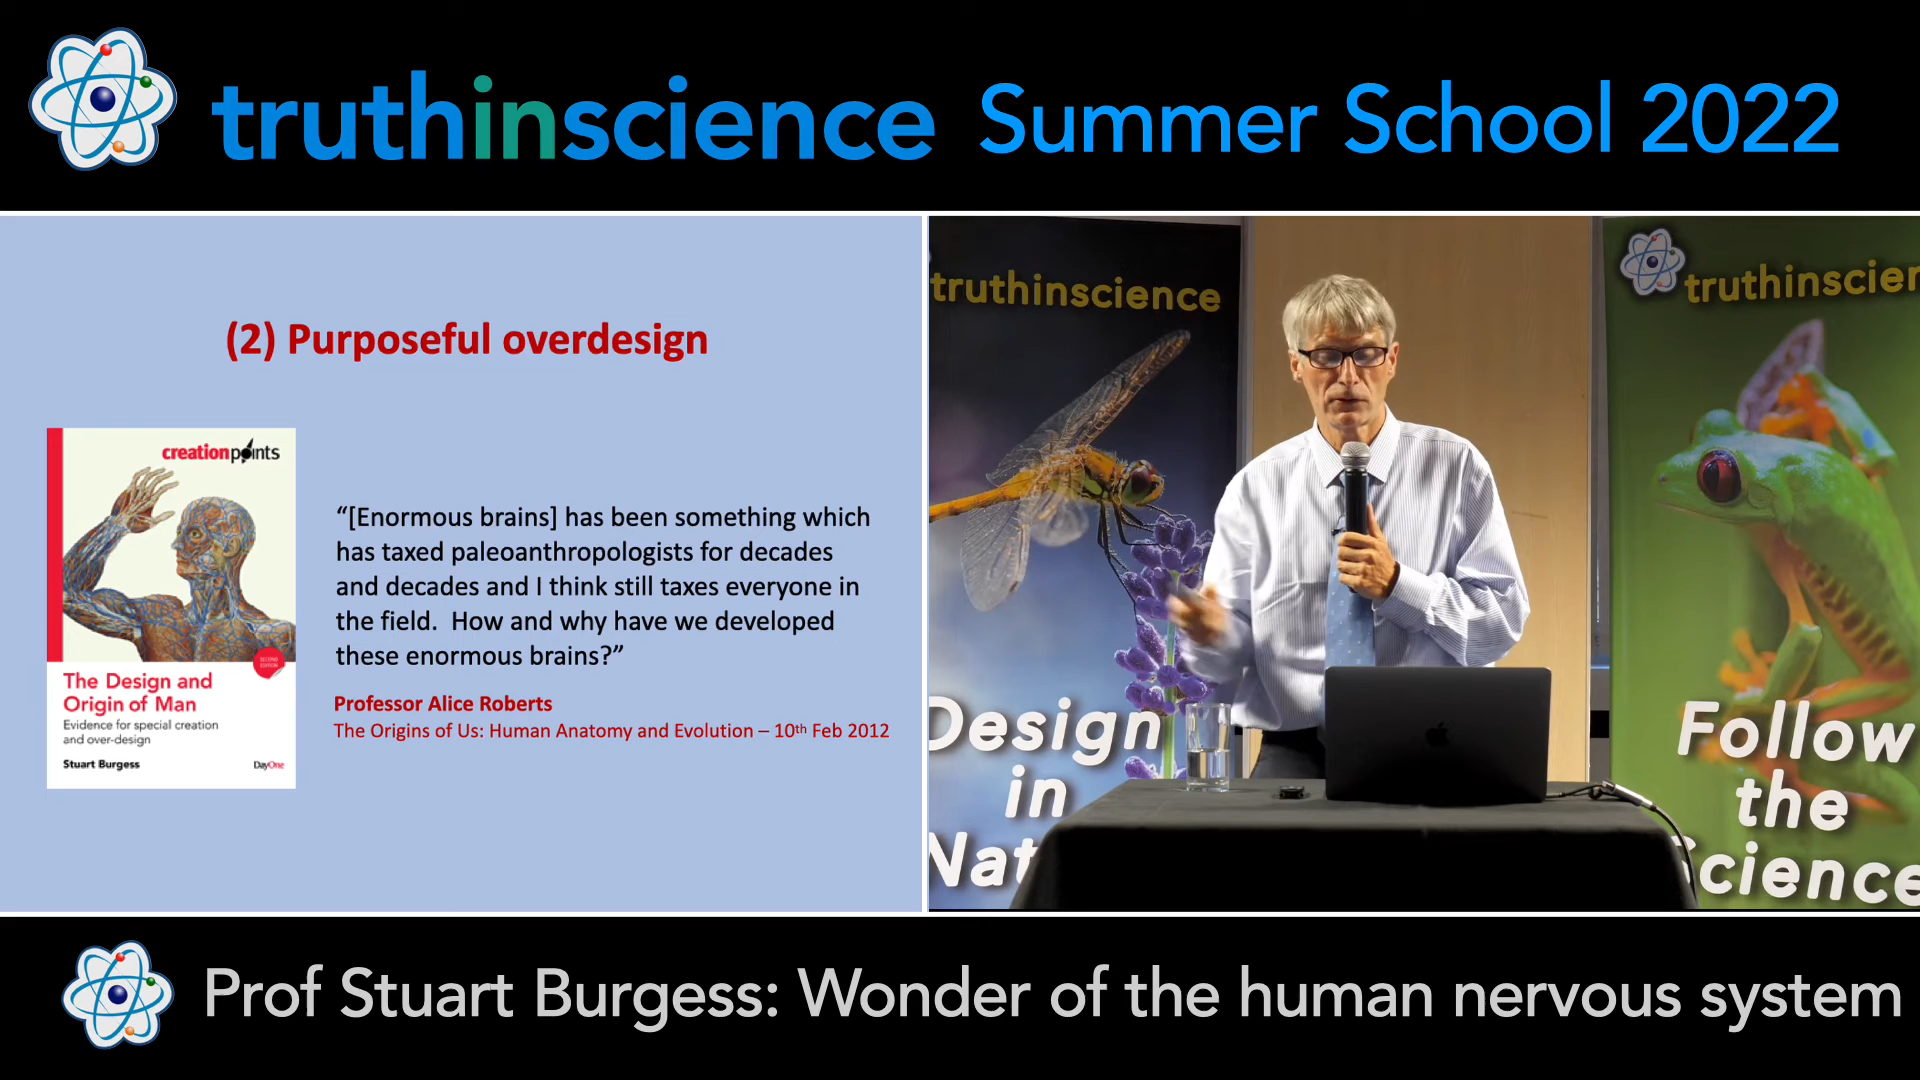 truthinscience Summer School 2022
(2) Purposeful overdesign
creationpoints
SECOND EDITION
The Design and
Origin of Man
Evidence for special creation
and over-design
Stuart Burgess
DayOne
“[Enormous brains] has been something which
has taxed paleoanthropologists for decades
and decades and I think still taxes everyone in
the field.  How and why have we developed
these enormous brains?”
Professor Alice Roberts
The Origins of Us: Human Anatomy and Evolution – 10th Feb 2012
truthinscience
Design
in
Nat
truthinscien
Follow
the
Science
Prof Stuart Burgess: Wonder of the human nervous system